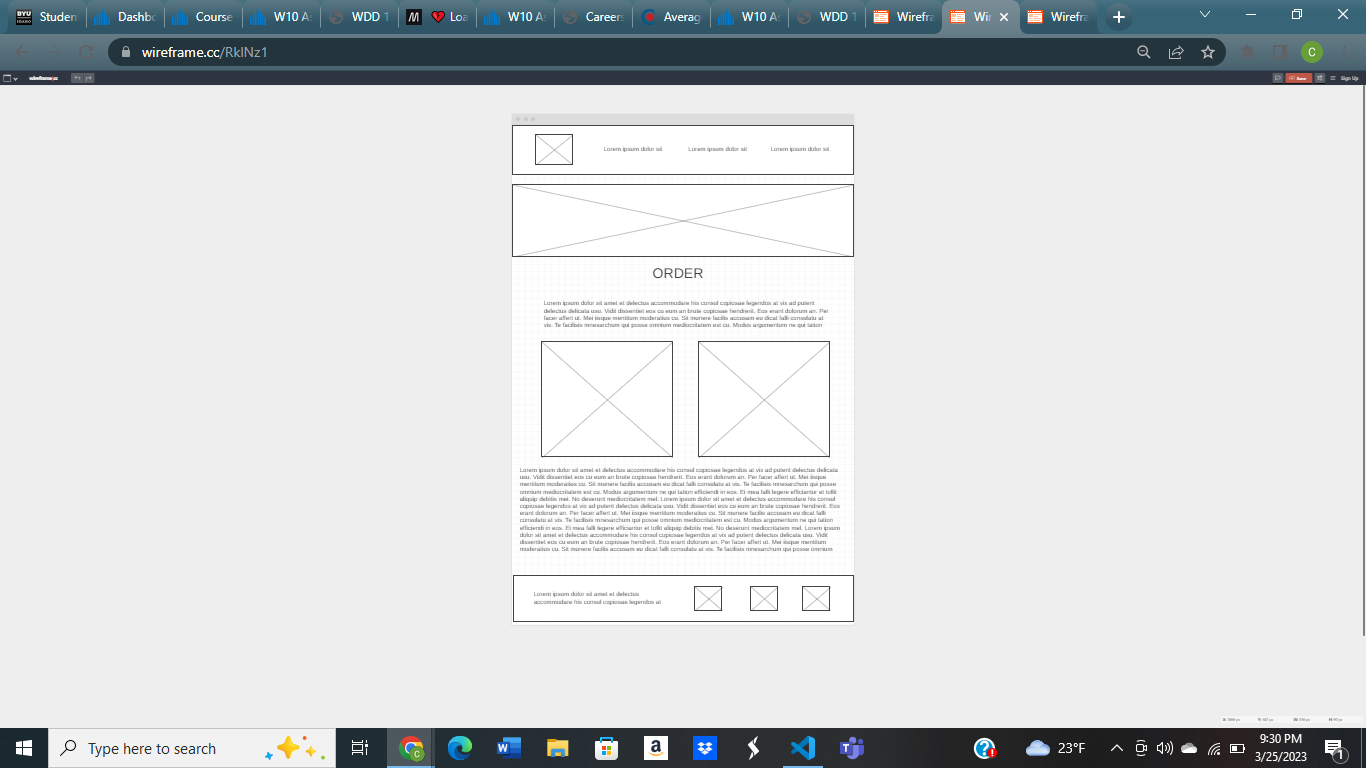 BYU
IDAHO
Studen
Dashbo
Course
W10 As
WDD 1
M
Loa
W10 As
Careers
Averag
W10 As
WDD 1
Wirefra
Wir
Wirefra
wireframe.cc/RklNz1
C
wireframe.cc
Save
Sign Up
Lorem ipsum dolor sit Lorem ipsum dolor sit Lorem ipsum dolor sit
ORDER
Lorem ipsum dolor sit amet et delectus accommodare his consul copiosae legendos at vix ad putent
delectus delicata usu. Vidit dissentiet eos cu eum an brute copiosae hendrerit. Eos erant dolorum an. Per
facer affert ut. Mei iisque mentitum moderatius cu. Sit munere facilis accusam eu dicat falli consulatu at
vis. Te facilisis mnesarchum qui posse omnium mediocritatem est cu. Modus argumentum ne qui tation
Lorem ipsum dolor sit amet et delectus accommodare his consul copiosae legendos at vix ad putent delectus delicata
usu. Vidit dissentiet eos cu eum an brute copiosae hendrerit. Eos erant dolorum an. Per facer affert ut. Mei iisque
mentitum moderatius cu. Sit munere facilis accusam eu dicat falli consulatu at vis. Te facilisis mnesarchum qui posse
omnium mediocritatem est cu. Modus argumentum ne qui tation efficiendi in eos. Ei mea falli legere efficiantur et tollit
aliquip debitis mei. No deserunt mediocritatem mel. Lorem ipsum dolor sit amet et delectus accommodare his consul
copiosae legendos at vix ad putent delectus delicata usu. Vidit dissentiet eos cu eum an brute copiosae hendrerit. Eos
erant dolorum an. Per facer affert ut. Mei iisque mentitum moderatius cu. Sit munere facilis accusam eu dicat falli
consulatu at vis. Te facilisis mnesarchum qui posse omnium mediocritatem est cu. Modus argumentum ne qui tation
efficiendi in eos. Ei mea falli legere efficiantur et tollit aliquip debitis mei. No deserunt mediocritatem mel. Lorem ipsum
dolor sit amet et delectus accommodare his consul copiosae legendos at vix ad putent delectus delicata usu. Vidit
dissentiet eos cu eum an brute copiosae hendrerit. Eos erant dolorum an. Per facer affert ut. Mei iisque mentitum
moderatius cu. Sit munere facilis accusam eu dicat falli consulatu at vis. Te facilisis mnesarchum qui posse omnium
Lorem ipsum dolor sit amet et delectus
accommodare his consul copiosae legendos at
Type here to search
23°F
9:30 PM
3/25/2023
1